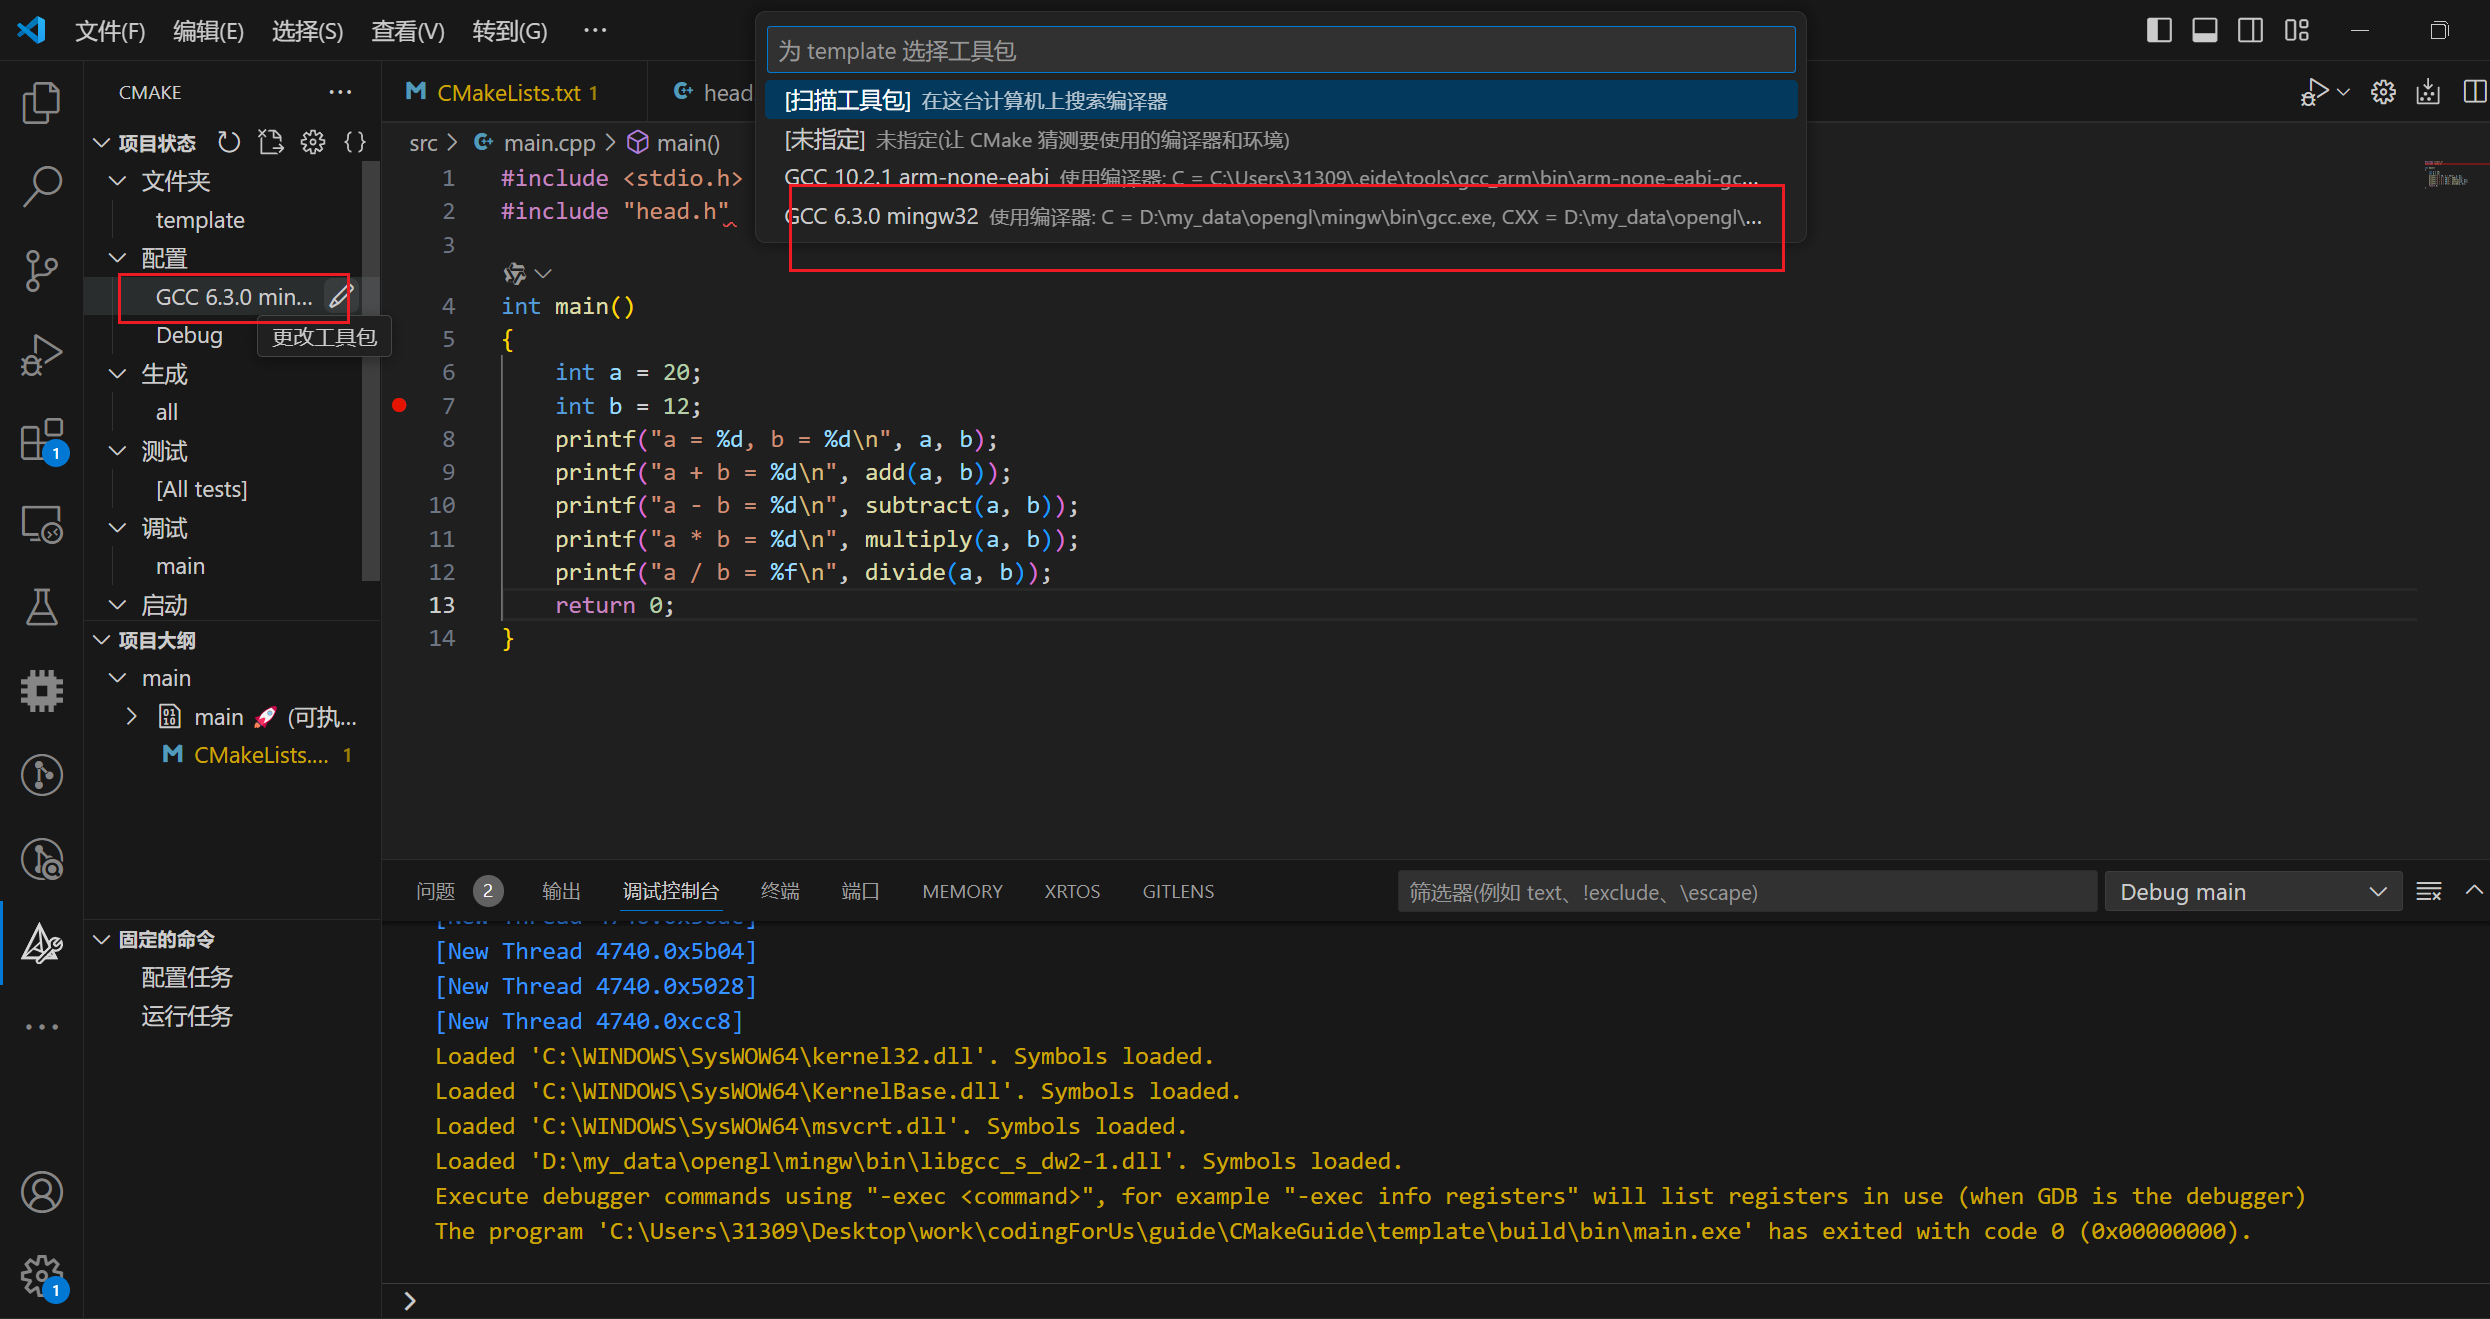 文件(F) 编辑(E) 选择(S) 查看(V) 转到(G) ···
为 template 选择工具包
[扫描工具包] 在这台计算机上搜索编译器
[未指定] 未指定(让 CMake 猜测要使用的编译器和环境)
GCC 10.2.1 arm-none-eabi 使用编译器: C = C:\Users\31309\.eide\tools\gcc_arm\bin\arm-none-eabi-gc...
GCC 6.3.0 mingw32 使用编译器: C = D:\my_data\opengl\mingw\bin\gcc.exe, CXX = D:\my_data\opengl\...
CMAKE
项目状态
文件夹
template
配置
GCC 6.3.0 min...
Debug
更改工具包
生成
all
测试
[All tests]
调试
main
启动
项目大纲
main
main 🚀 (可执...
CMakeLists.... 1
固定的命令
配置任务
运行任务
1
1
CMakeLists.txt 1
head
src > main.cpp > main()
1 #include <stdio.h>
2 #include "head.h"
3
4 int main()
5 {
6 int a = 20;
7 int b = 12;
8 printf("a = %d, b = %d\n", a, b);
9 printf("a + b = %d\n", add(a, b));
10 printf("a - b = %d\n", subtract(a, b));
11 printf("a * b = %d\n", multiply(a, b));
12 printf("a / b = %f\n", divide(a, b));
13 return 0;
14 }
问题 2 输出 调试控制台 终端 端口 MEMORY XRTOS GITLENS
筛选器(例如 text、!exclude、\escape)
Debug main
[New Thread 4740.0x5b04]
[New Thread 4740.0x5028]
[New Thread 4740.0xcc8]
Loaded 'C:\WINDOWS\SysWOW64\kernel32.dll'. Symbols loaded.
Loaded 'C:\WINDOWS\SysWOW64\KernelBase.dll'. Symbols loaded.
Loaded 'C:\WINDOWS\SysWOW64\msvcrt.dll'. Symbols loaded.
Loaded 'D:\my_data\opengl\mingw\bin\libgcc_s_dw2-1.dll'. Symbols loaded.
Execute debugger commands using "-exec <command>", for example "-exec info registers" will list registers in use (when GDB is the debugger)
The program 'C:\Users\31309\Desktop\work\codingForUs\guide\CMakeGuide\template\build\bin\main.exe' has exited with code 0 (0x00000000).